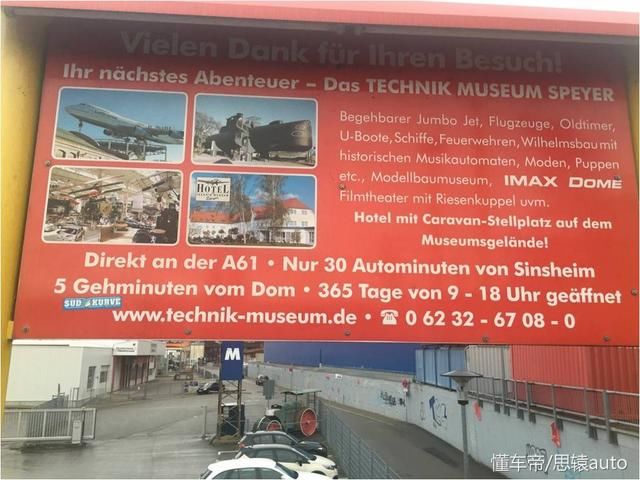 Vielen Dank für Ihren Besuch!
Ihr nächstes Abenteuer – Das TECHNIK MUSEUM SPEYER
Begehbarer Jumbo Jet, Flugzeuge, Oldtimer,
U-Boote, Schiffe, Feuerwehren, Wilhelmsbau mit
historischen Musikautomaten, Moden, Puppen
etc., Modellbaumuseum, IMAX DOME
Filmtheater mit Riesenkuppel uvm.
HOTEL
Hotel mit Caravan-Stellplatz auf dem
Museumsgelände!
Direkt an der A61 • Nur 30 Autominuten von Sinsheim
5 Gehminuten vom Dom • 365 Tage von 9 - 18 Uhr geäffnet
SÜD KURVE
www.technik-museum.de • ☎ 0 62 32 - 67 08 - 0
M
懂车帝/思辕auto